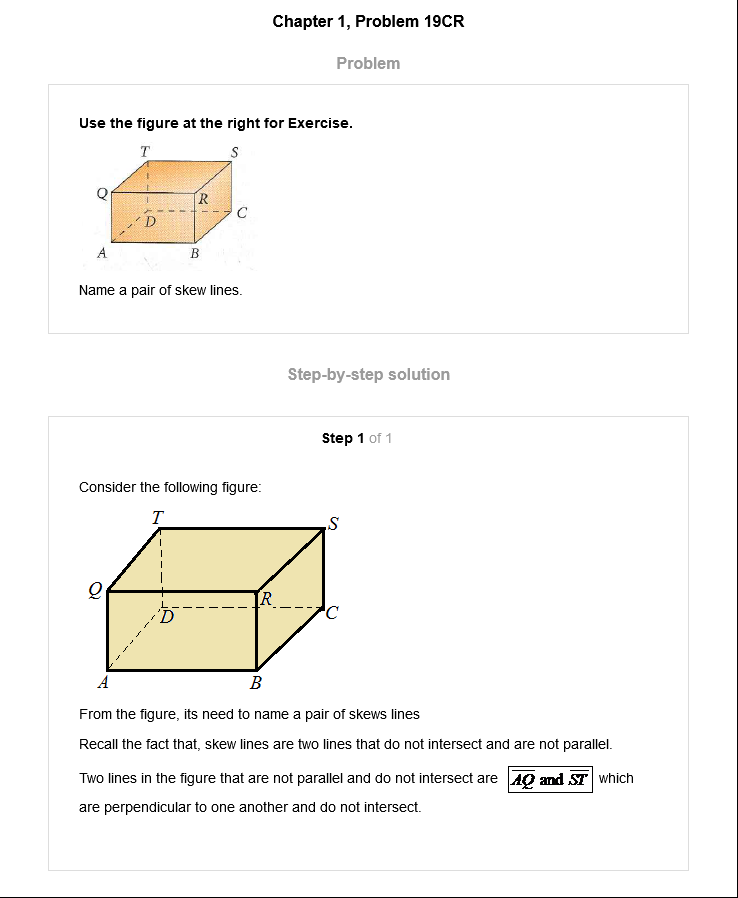 Chapter 1, Problem 19CR
Problem
Use the figure at the right for Exercise.
T S
Q R
C
D
A B
Name a pair of skew lines.
Step-by-step solution
Step 1 of 1
Consider the following figure:
T S
Q R
D C
A B
From the figure, its need to name a pair of skews lines
Recall the fact that, skew lines are two lines that do not intersect and are not parallel.
Two lines in the figure that are not parallel and do not intersect are A̅Q̅ and S̅T̅ which
are perpendicular to one another and do not intersect.